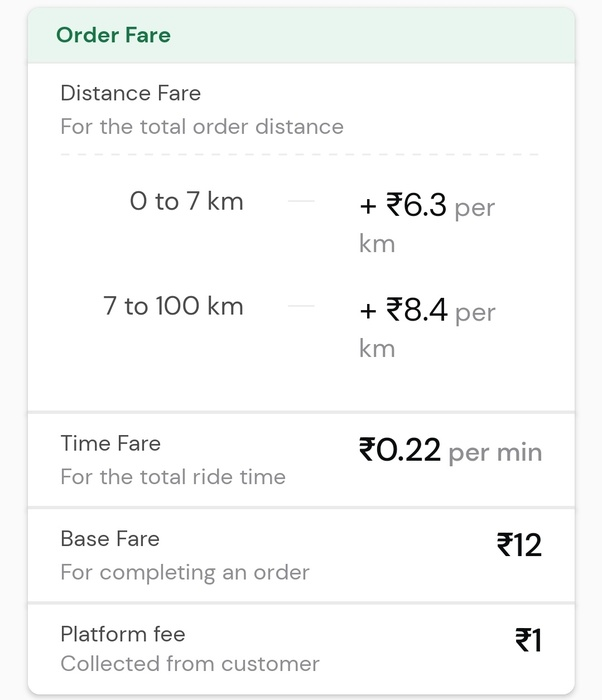 Order Fare
Distance Fare
For the total order distance
0 to 7 km — + ₹6.3 per
km
7 to 100 km — + ₹8.4 per
km
Time Fare ₹0.22 per min
For the total ride time
Base Fare ₹12
For completing an order
Platform fee ₹1
Collected from customer